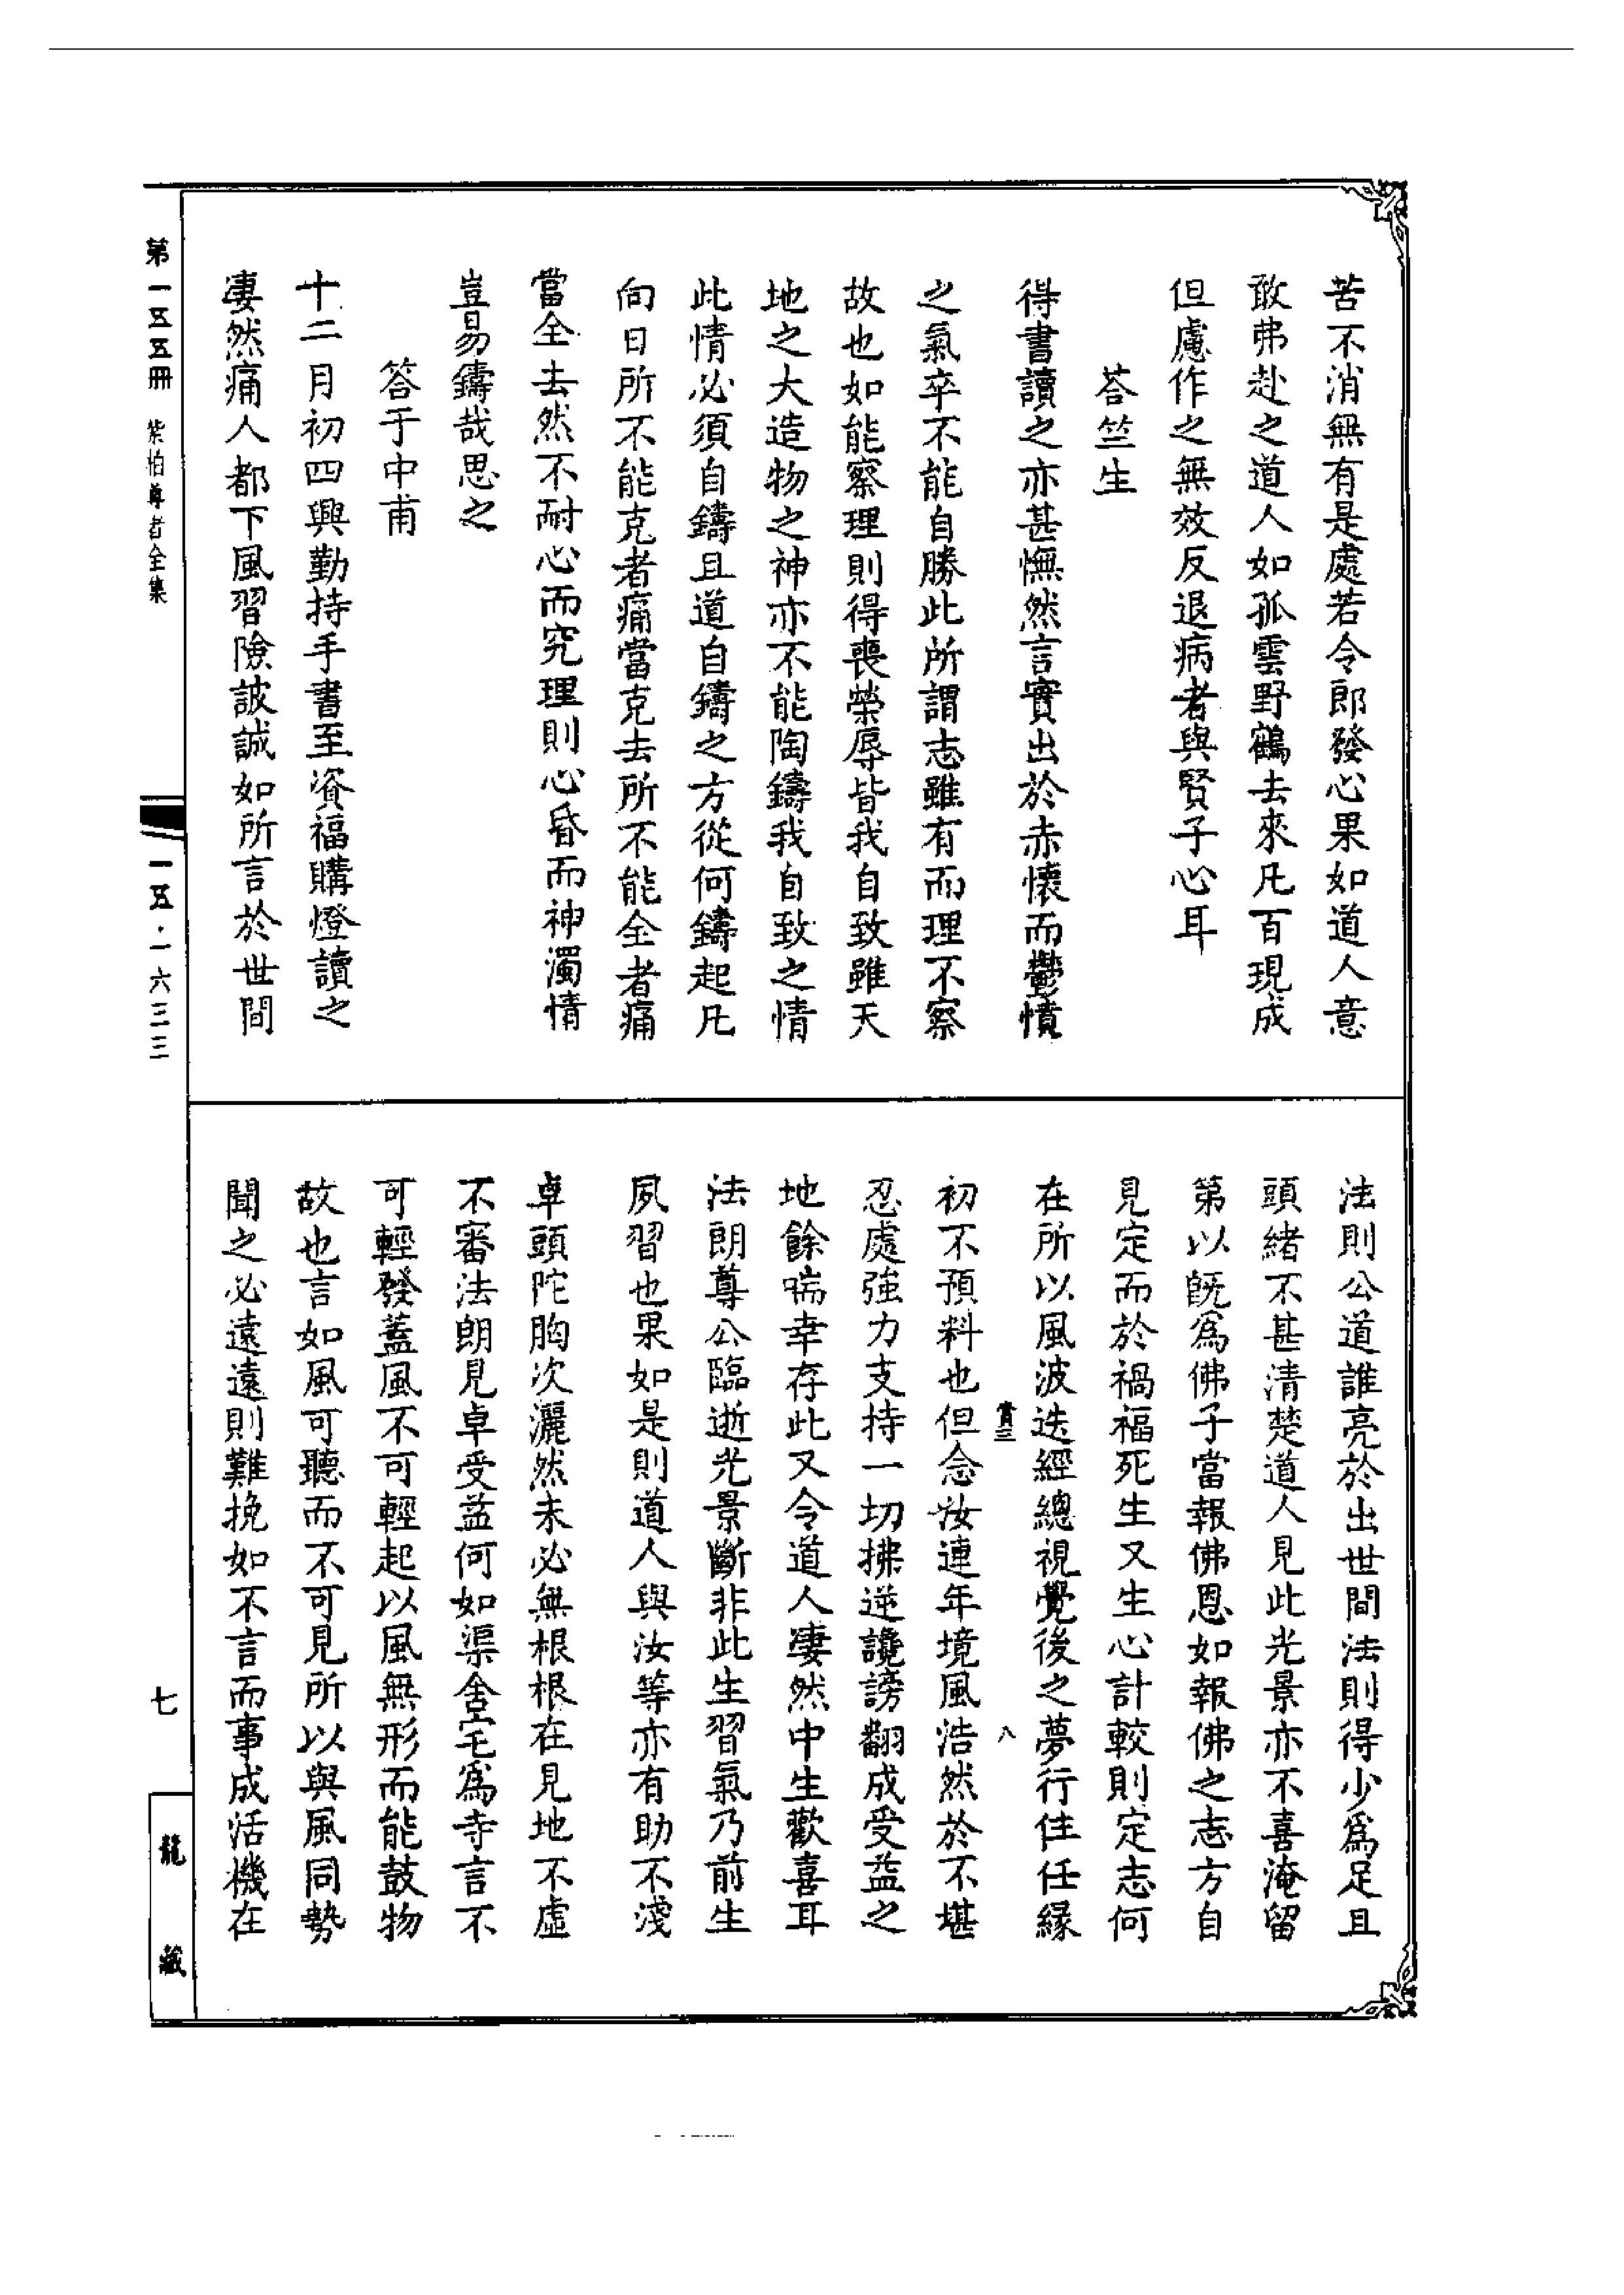 苦不消無有是處若令郎發心果如道人意
敢弗赴之道人如孤雲野鶴去來凡百現成
但慮作之無效反退病者與賢子心耳
荅竺生
得書讀之亦甚憮然言實出於赤懷而鬱憤
之氣卒不能自勝此所謂志雖有而理不察
故也如能察理則得喪榮辱皆我自致雖天
地之大造物之神亦不能陶鑄我自致之情
此情必須自鑄且道自鑄之方從何鑄起凡
向日所不能克者痛當克去所不能全者痛
當全去然不耐心而究理則心昏而神濁情
豈易鑄哉思之
答于中甫
十二月初四興勤持手書至資福購燈讀之
淒然痛人都下風習險詖誠如所言於世間
法則公道誰亮於出世間法則得少爲足且
頭緒不甚清楚道人見此光景亦不喜淹留
第以旣爲佛子當報佛恩如報佛之志方自
見定而於禍福死生又生心計較則定志何
在所以風波迭經總視覺後之夢行住任緣
賞三
八
初不預料也但念汝連年境風浩然於不堪
忍處強力支持一切拂逆讒謗翻成受益之
地餘喘幸存此又令道人淒然中生歡喜耳
法朗尊公臨逝光景斷非此生習氣乃前生
夙習也果如是則道人與汝等亦有助不淺
卓頭陀胸次灑然未必無根根在見地不虛
不審法朗見卓受益何如渠舍宅爲寺言不
可輕發蓋風不可輕起以風無形而能鼓物
故也言如風可聽而不可見所以與風同勢
聞之必遠遠則難挽如不言而事成活機在
第一五五冊
紫柏尊者全集
一五·一六三三
七
龍藏